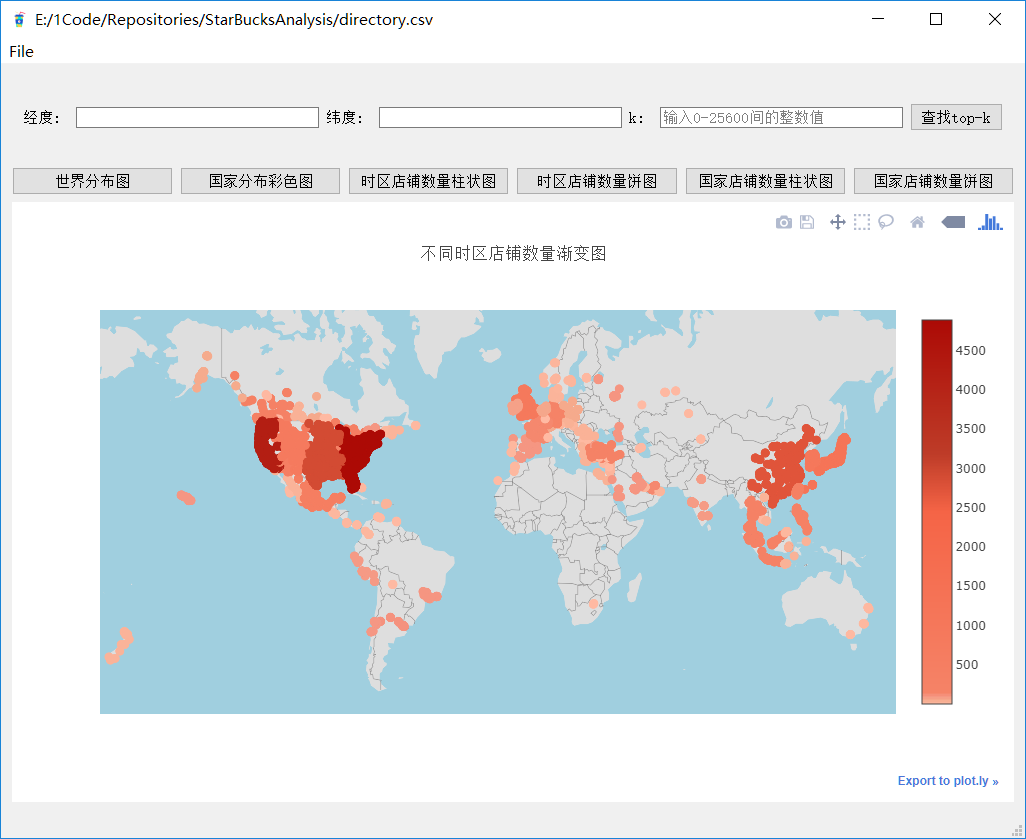 E:/1Code/Repositories/StarBucksAnalysis/directory.csv
File
经度： 纬度： k： 输入0-25600间的整数值 查找top-k
世界分布图 国家分布彩色图 时区店铺数量柱状图 时区店铺数量饼图 国家店铺数量柱状图 国家店铺数量饼图
不同时区店铺数量渐变图
4500
4000
3500
3000
2500
2000
1500
1000
500
Export to plot.ly »